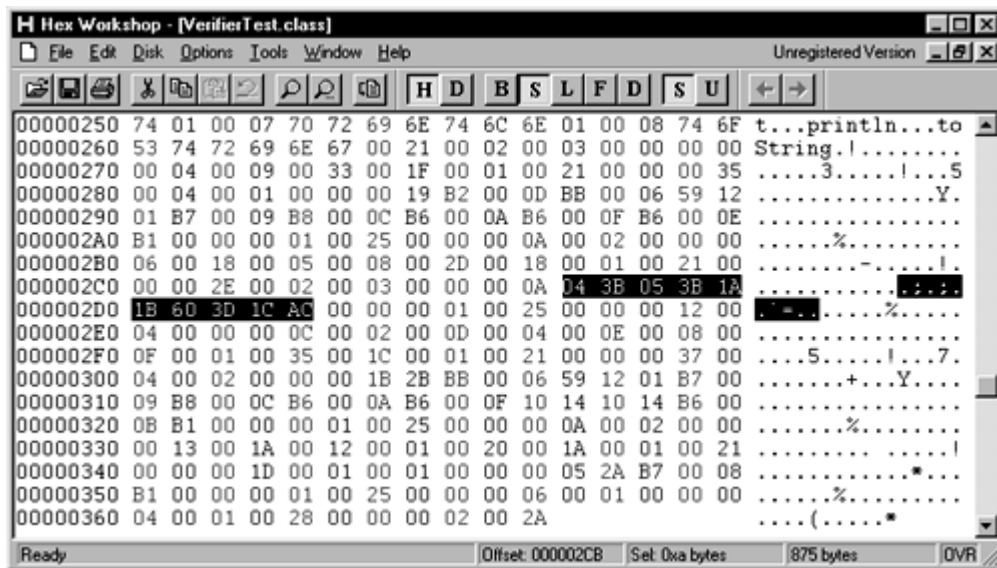 Hex Workshop - [VerifierTest.class]
File Edit Disk Options Tools Window Help Unregistered Version
H D B S L F D S U
00000250 74 01 00 07 70 72 69 6E 74 6C 6E 01 00 08 74 6F t...println...to
00000260 53 74 72 69 6E 67 00 21 00 02 00 03 00 00 00 00 String.!........
00000270 00 04 00 09 00 33 00 1F 00 01 00 21 00 00 00 35 .....3.....!...5
00000280 00 04 00 01 00 00 00 19 B2 00 0D BB 00 06 59 12 ..............Y.
00000290 01 B7 00 09 B8 00 0C B6 00 0A B6 00 0F B6 00 0E ................
000002A0 B1 00 00 00 01 00 25 00 00 00 0A 00 02 00 00 00 ......%.........
000002B0 06 00 18 00 05 00 08 00 2D 00 18 00 01 00 21 00 ........-.....!.
000002C0 00 00 2E 00 02 00 03 00 00 00 0A 04 3B 05 3B 1A ............;.;.
000002D0 1B 60 3D 1C AC 00 00 00 01 00 25 00 00 00 12 00 .`=.......%.....
000002E0 04 00 00 00 0C 00 02 00 0D 00 04 00 0E 00 08 00 ................
000002F0 0F 00 01 00 35 00 1C 00 01 00 21 00 00 00 37 00 ....5.....!...7.
00000300 04 00 02 00 00 00 1B 2B BB 00 06 59 12 01 B7 00 .......+...Y....
00000310 09 B8 00 0C B6 00 0A B6 00 0F 10 14 10 14 B6 00 ................
00000320 0B B1 00 00 00 01 00 25 00 00 00 0A 00 02 00 00 .......%........
00000330 00 13 00 1A 00 12 00 01 00 20 00 1A 00 01 00 21 ......... .....!
00000340 00 00 00 1D 00 01 00 01 00 00 00 05 2A B7 00 08 ............*...
00000350 B1 00 00 00 01 00 25 00 00 00 06 00 01 00 00 00 ......%.........
00000360 04 00 01 00 28 00 00 00 02 00 2A ....(.....*
Ready Offset: 000002CB Sel: 0xa bytes 875 bytes OVR